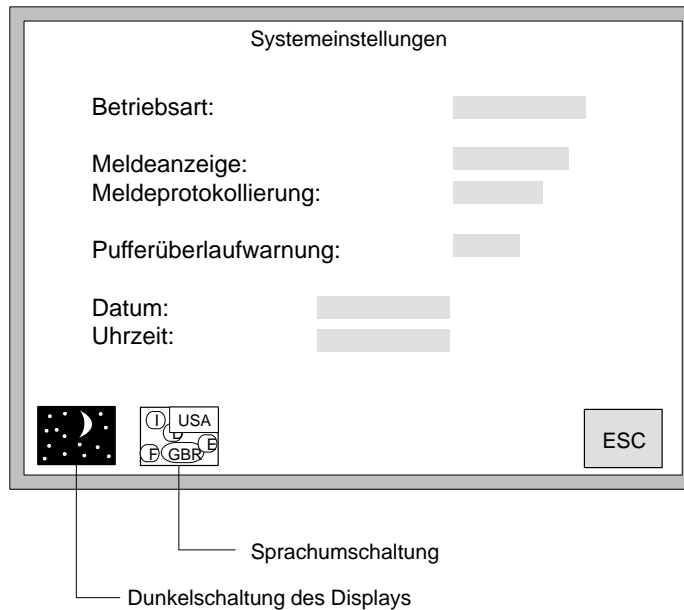 Systemeinstellungen
Betriebsart:
Meldeanzeige:
Meldeprotokollierung:
Pufferüberlaufwarnung:
Datum:
Uhrzeit:
I USA
D E
F GBR
ESC
Sprachumschaltung
Dunkelschaltung des Displays